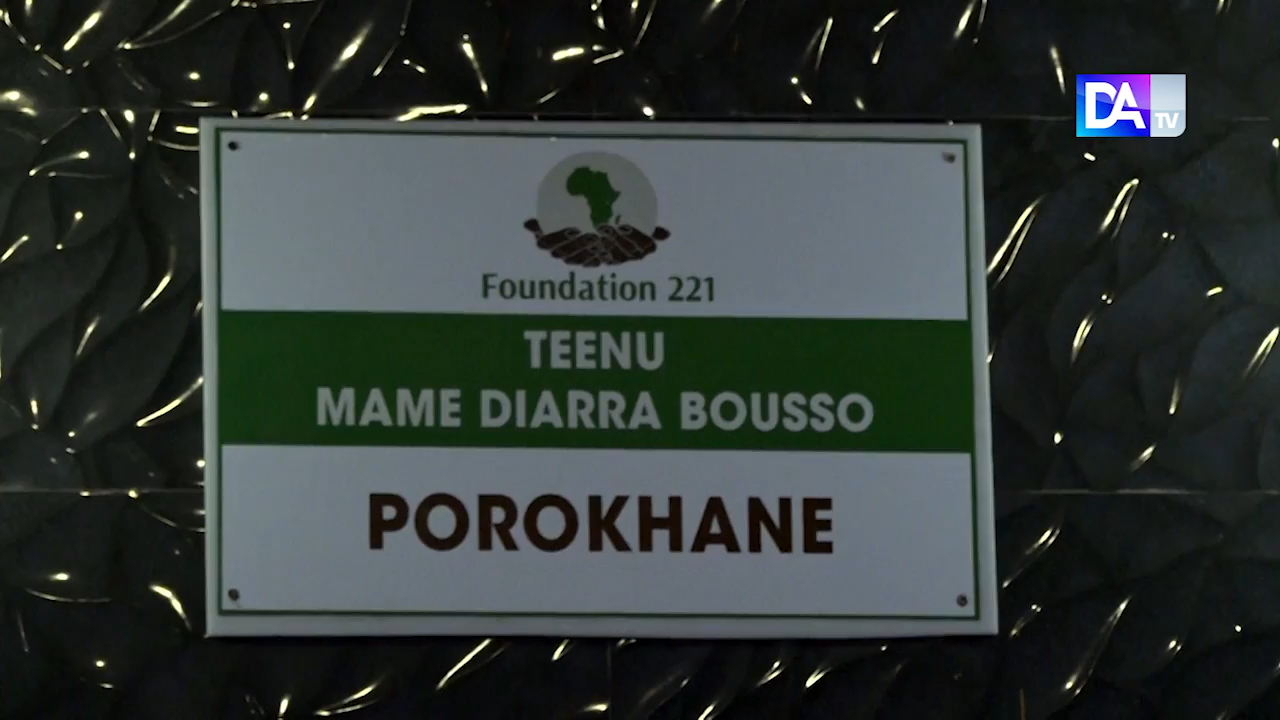 DA TV
Foundation 221
TEENU
MAME DIARRA BOUSSO
POROKHANE